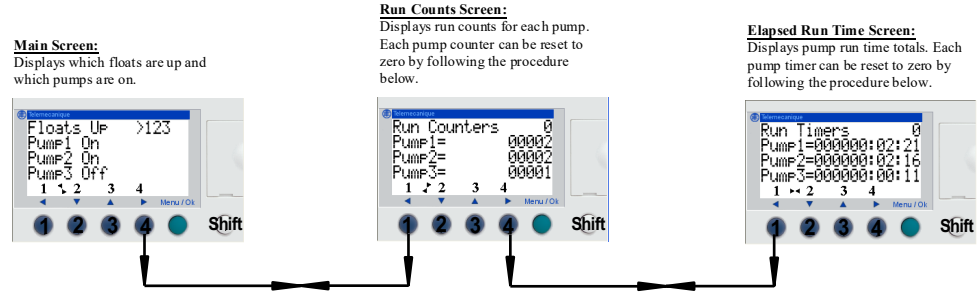 Main Screen:
Displays which floats are up and
which pumps are on.
Telemecanique
Floats Up >123
Pump1 On
Pump2 On
Pump3 Off
1 2 3 4
Menu / Ok
1 2 3 4 Shift
Run Counts Screen:
Displays run counts for each pump.
Each pump counter can be reset to
zero by following the procedure
below.
Telemecanique
Run Counters 0
Pump1= 00002
Pump2= 00002
Pump3= 00001
1 2 3 4
Menu / Ok
1 2 3 4 Shift
Elapsed Run Time Screen:
Displays pump run time totals. Each
pump timer can be reset to zero by
following the procedure below.
Telemecanique
Run Timers 0
Pump1=000000:02:21
Pump2=000000:02:16
Pump3=000000:00:11
1 2 3 4
Menu / Ok
1 2 3 4 Shift